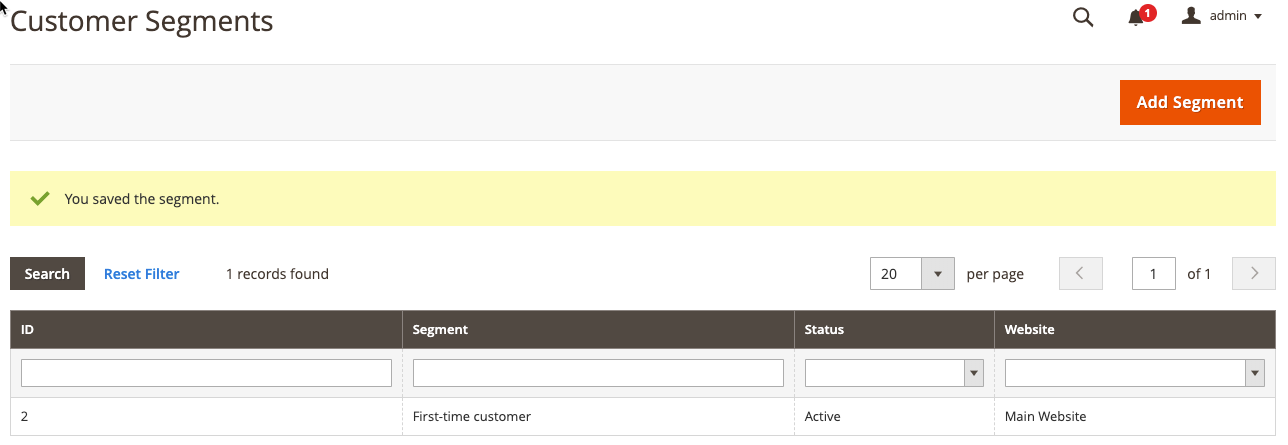 Customer Segments
1
admin
Add Segment
You saved the segment.
Search Reset Filter 1 records found 20 per page 1 of 1
ID Segment Status Website
2 First-time customer Active Main Website